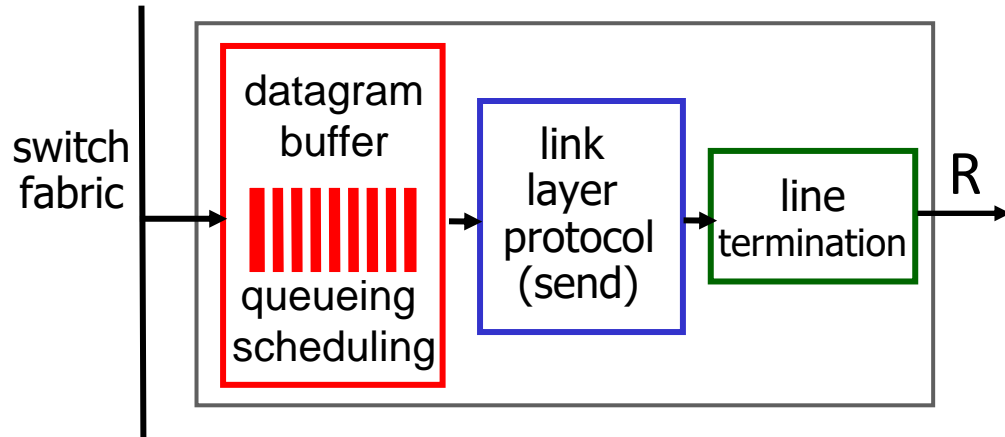 switch
fabric
datagram
buffer
queueing
scheduling
link
layer
protocol
(send)
line
termination
R